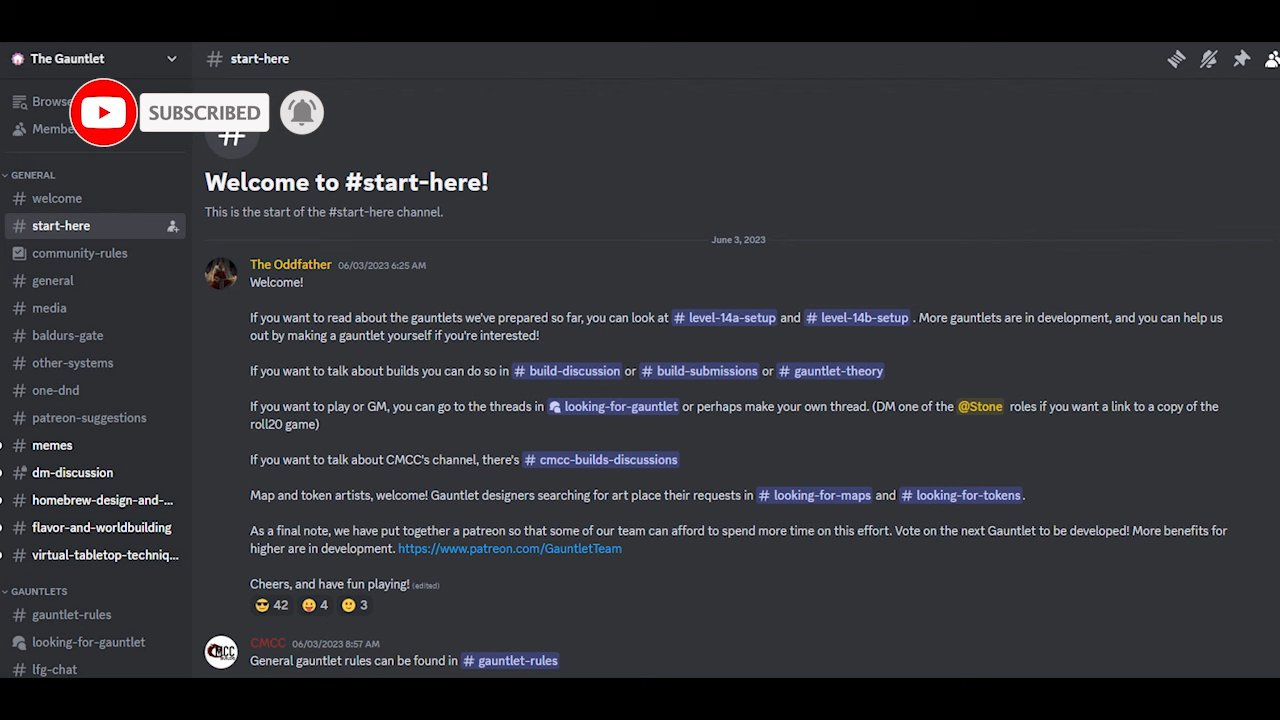 The Gauntlet
# start-here
Browse
Membe
SUBSCRIBED
GENERAL
# welcome
# start-here
community-rules
# general
# media
# baldurs-gate
# other-systems
# one-dnd
# patreon-suggestions
# memes
# dm-discussion
# homebrew-design-and-...
# flavor-and-worldbuilding
# virtual-tabletop-techniq...
GAUNTLETS
# gauntlet-rules
looking-for-gauntlet
# lfg-chat
#
Welcome to #start-here!
This is the start of the #start-here channel.
June 3, 2023
The Oddfather 06/03/2023 6:25 AM
Welcome!
If you want to read about the gauntlets we've prepared so far, you can look at # level-14a-setup and # level-14b-setup . More gauntlets are in development, and you can help us
out by making a gauntlet yourself if you're interested!
If you want to talk about builds you can do so in # build-discussion or # build-submissions or # gauntlet-theory
If you want to play or GM, you can go to the threads in looking-for-gauntlet or perhaps make your own thread. (DM one of the @Stone roles if you want a link to a copy of the
roll20 game)
If you want to talk about CMCC's channel, there's # cmcc-builds-discussions
Map and token artists, welcome! Gauntlet designers searching for art place their requests in # looking-for-maps and # looking-for-tokens.
As a final note, we have put together a patreon so that some of our team can afford to spend more time on this effort. Vote on the next Gauntlet to be developed! More benefits for
higher are in development. https://www.patreon.com/GauntletTeam
Cheers, and have fun playing! (edited)
😎 42 😛 4 🙂 3
CMCC 06/03/2023 8:57 AM
General gauntlet rules can be found in # gauntlet-rules